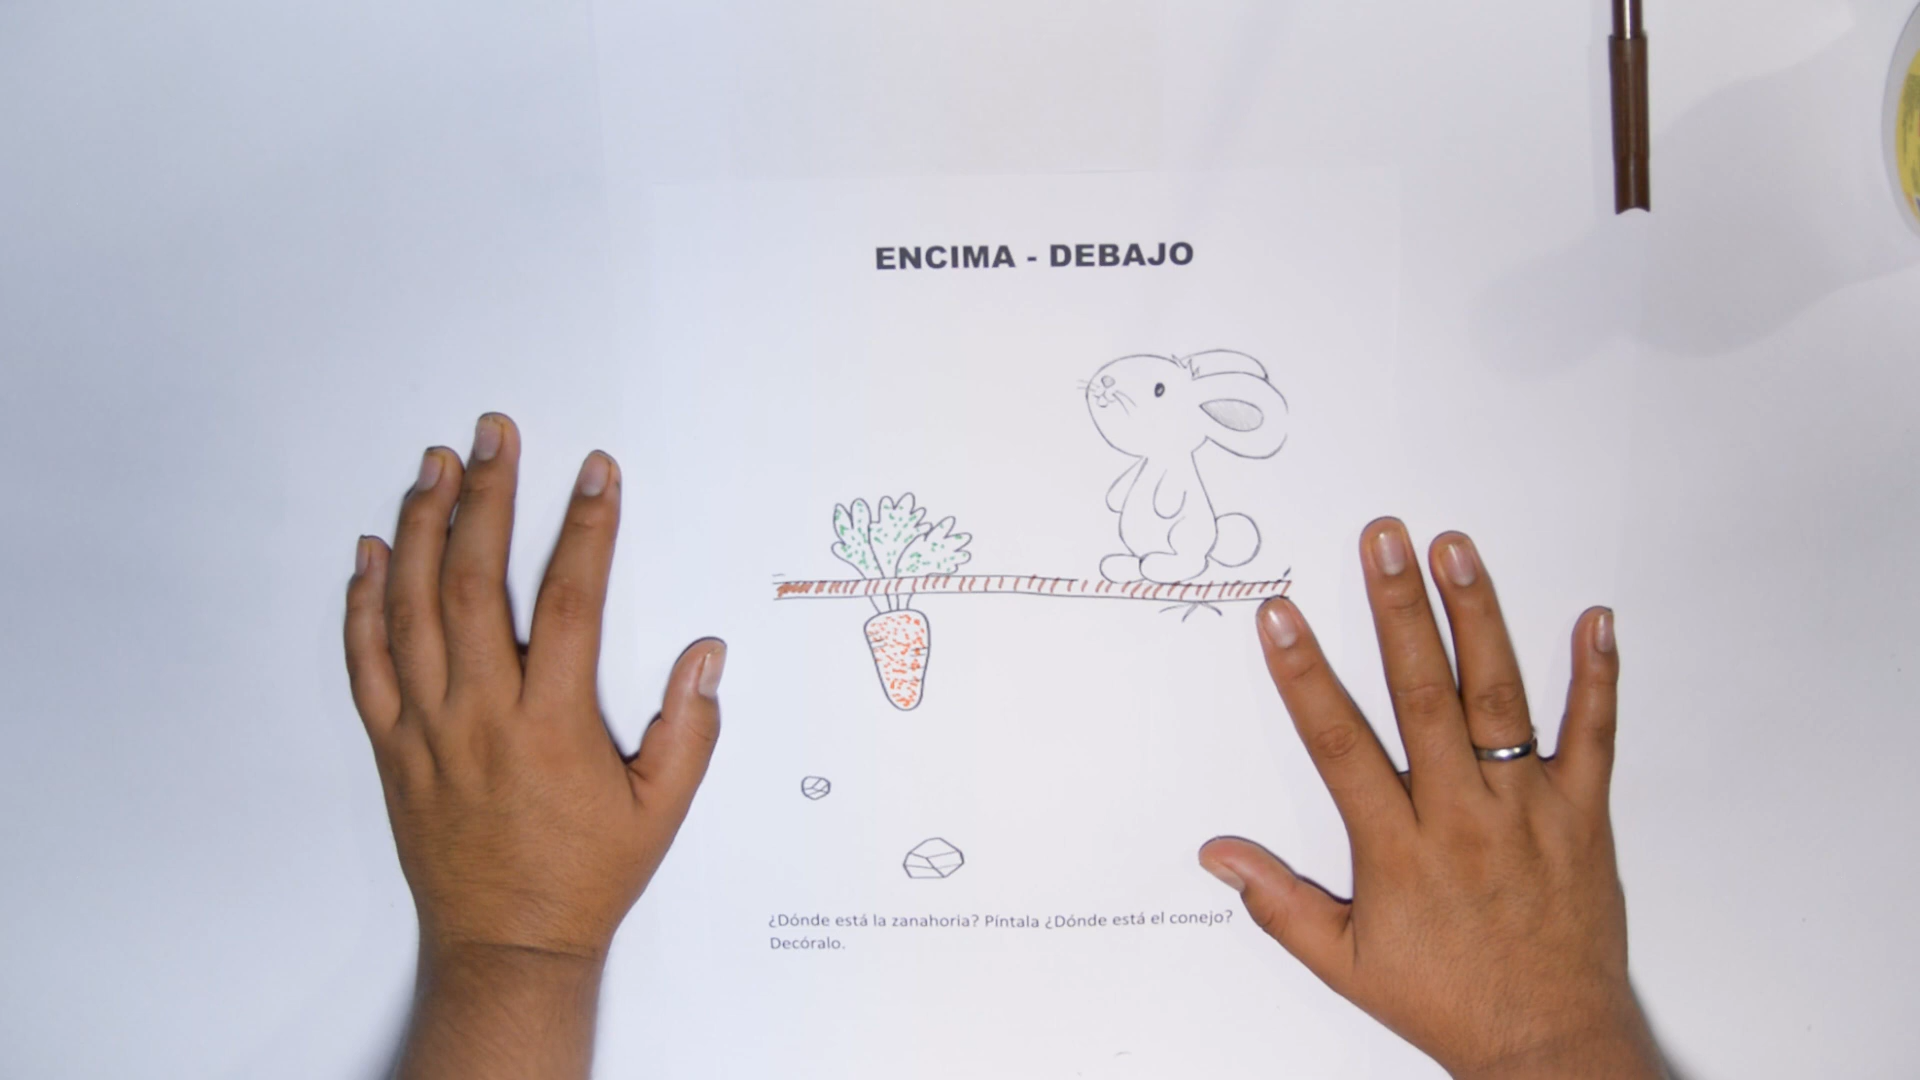 ENCIMA - DEBAJO
¿Dónde está la zanahoria? Píntala ¿Dónde está el conejo?
Decóralo.